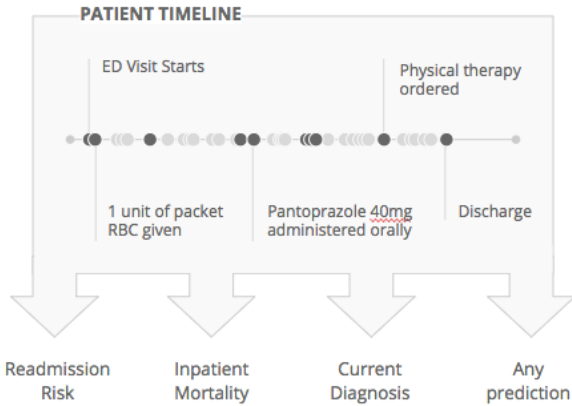 PATIENT TIMELINE
ED Visit Starts
Physical therapy
ordered
1 unit of packet
RBC given
Pantoprazole 40mg
administered orally
Discharge
Readmission
Risk
Inpatient
Mortality
Current
Diagnosis
Any
prediction